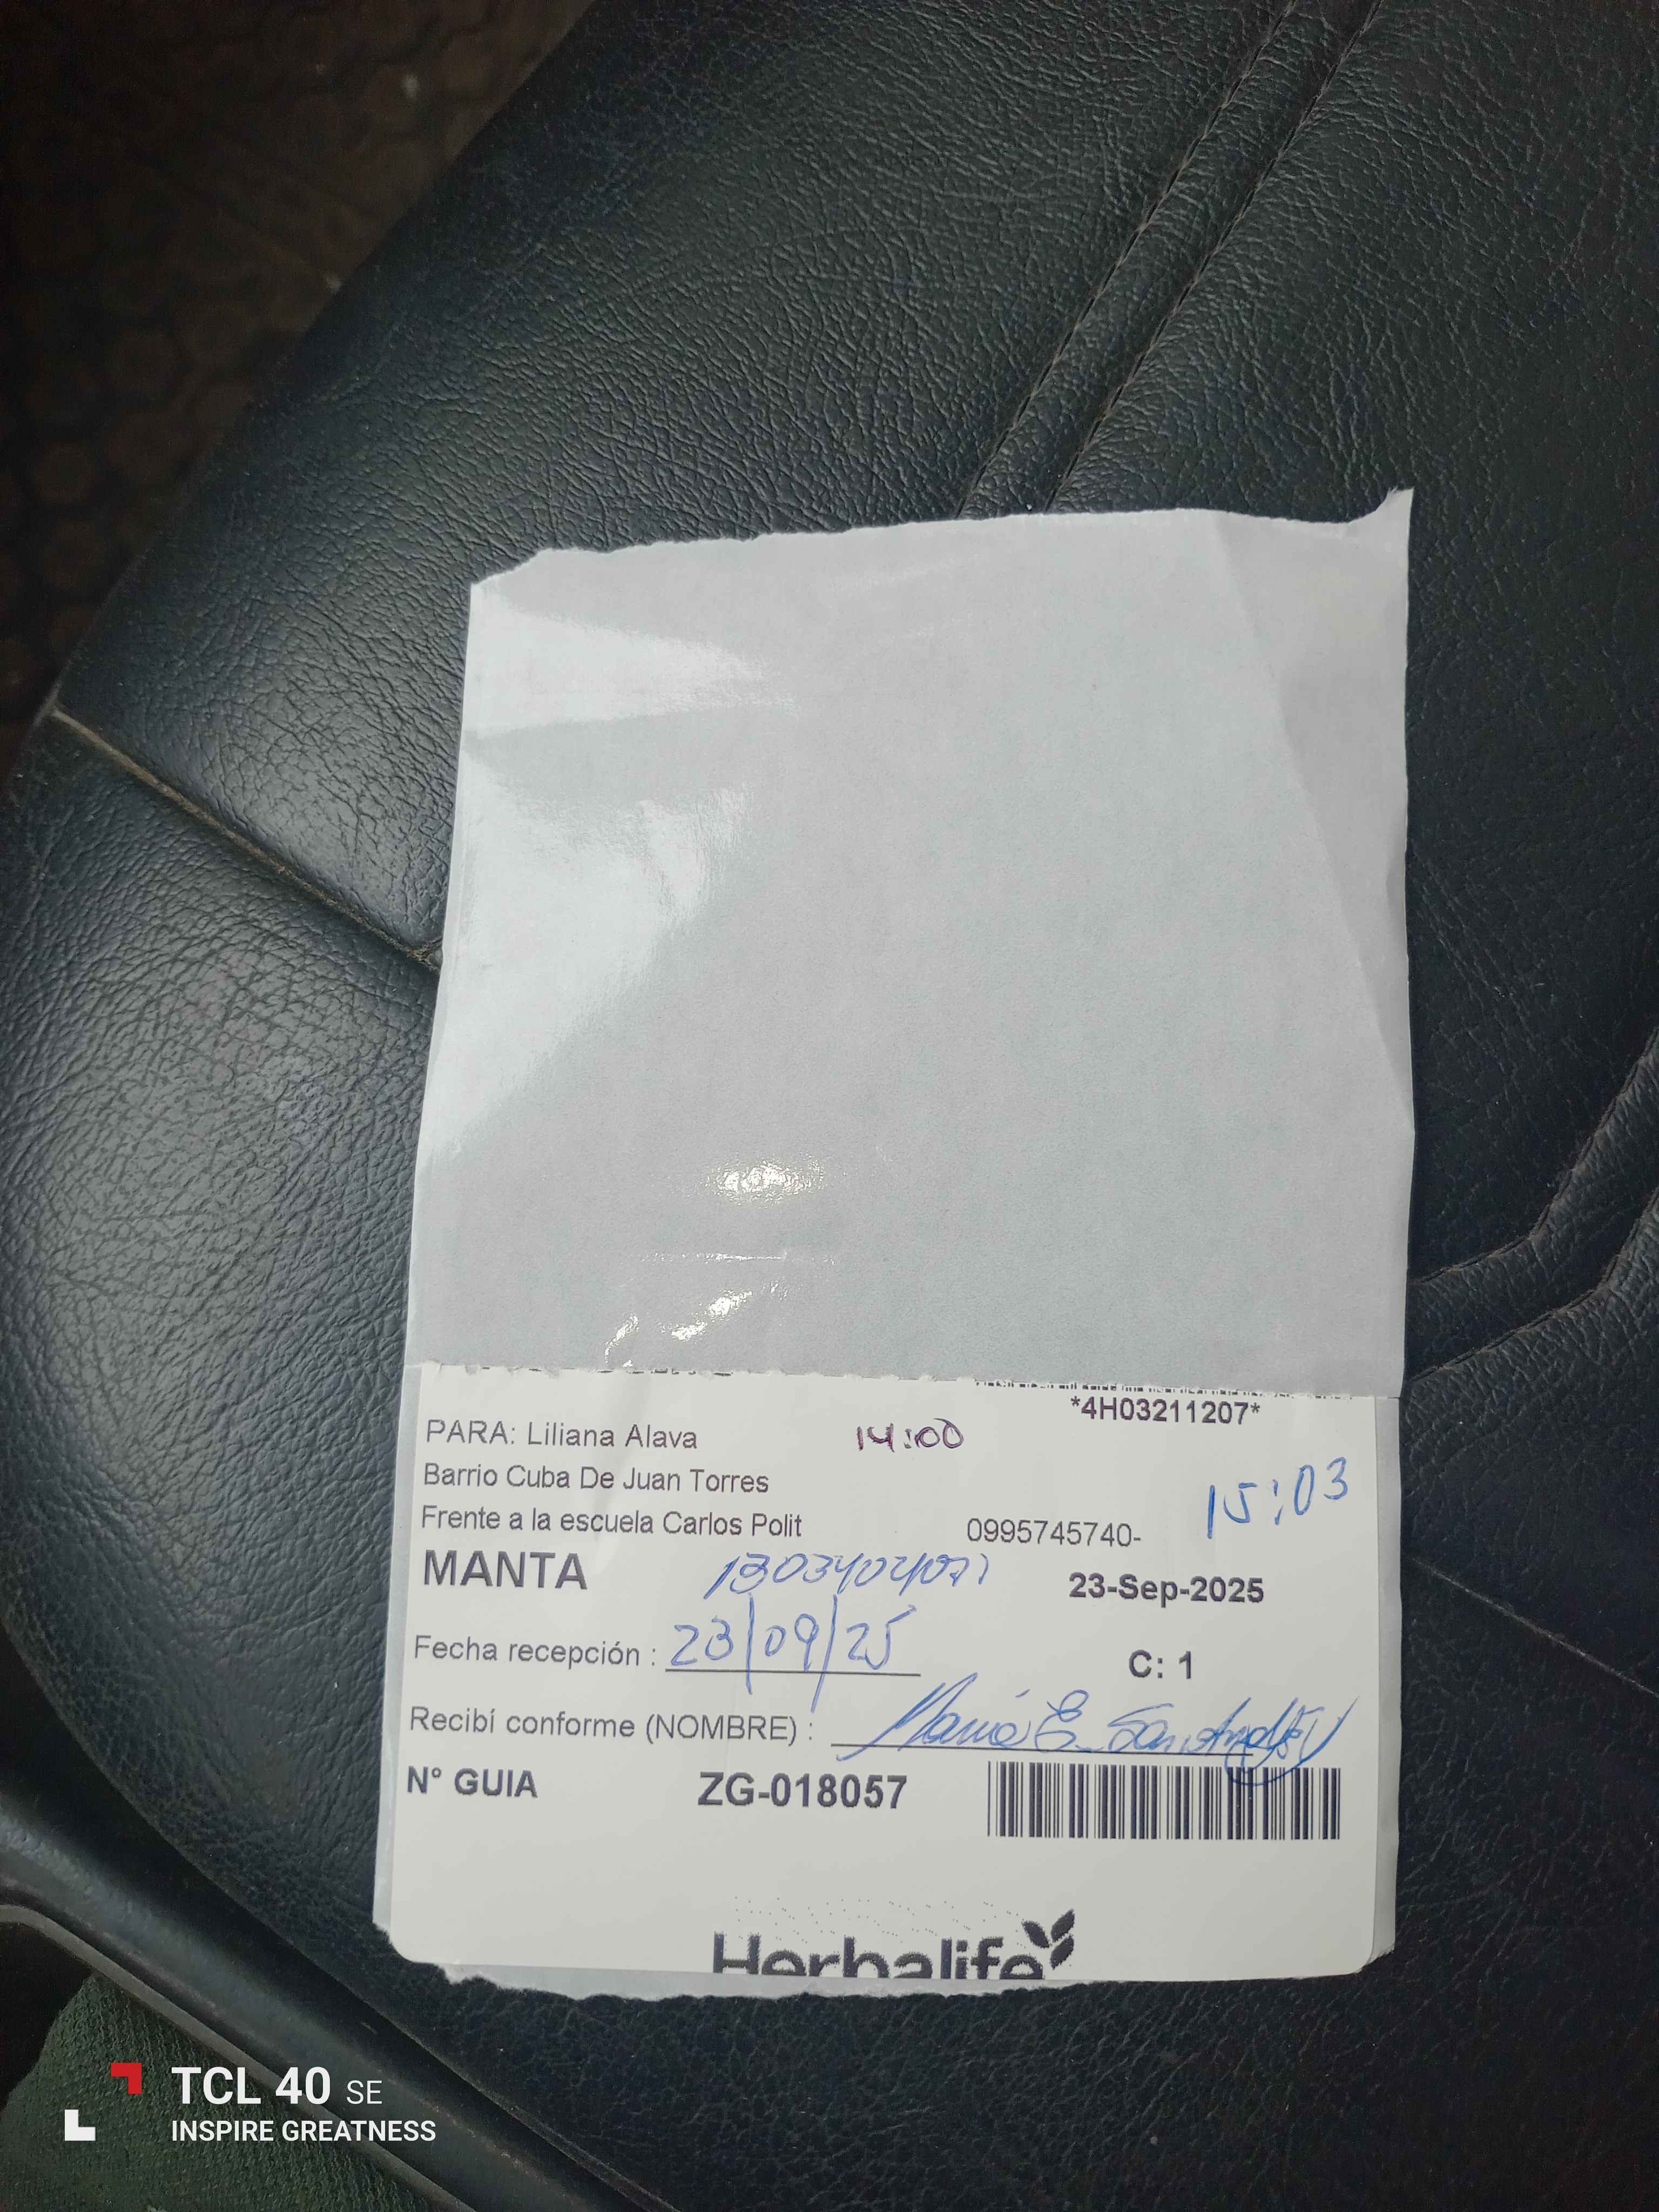 *4H03211207*
PARA: Liliana Alava 14:00
Barrio Cuba De Juan Torres 15:03
Frente a la escuela Carlos Polit 0995745740-
MANTA 1303404071 23-Sep-2025
Fecha recepción : 23/09/25 C: 1
Recibí conforme (NOMBRE) : María E.
N° GUIA ZG-018057
Herbalife
TCL 40 SE
INSPIRE GREATNESS